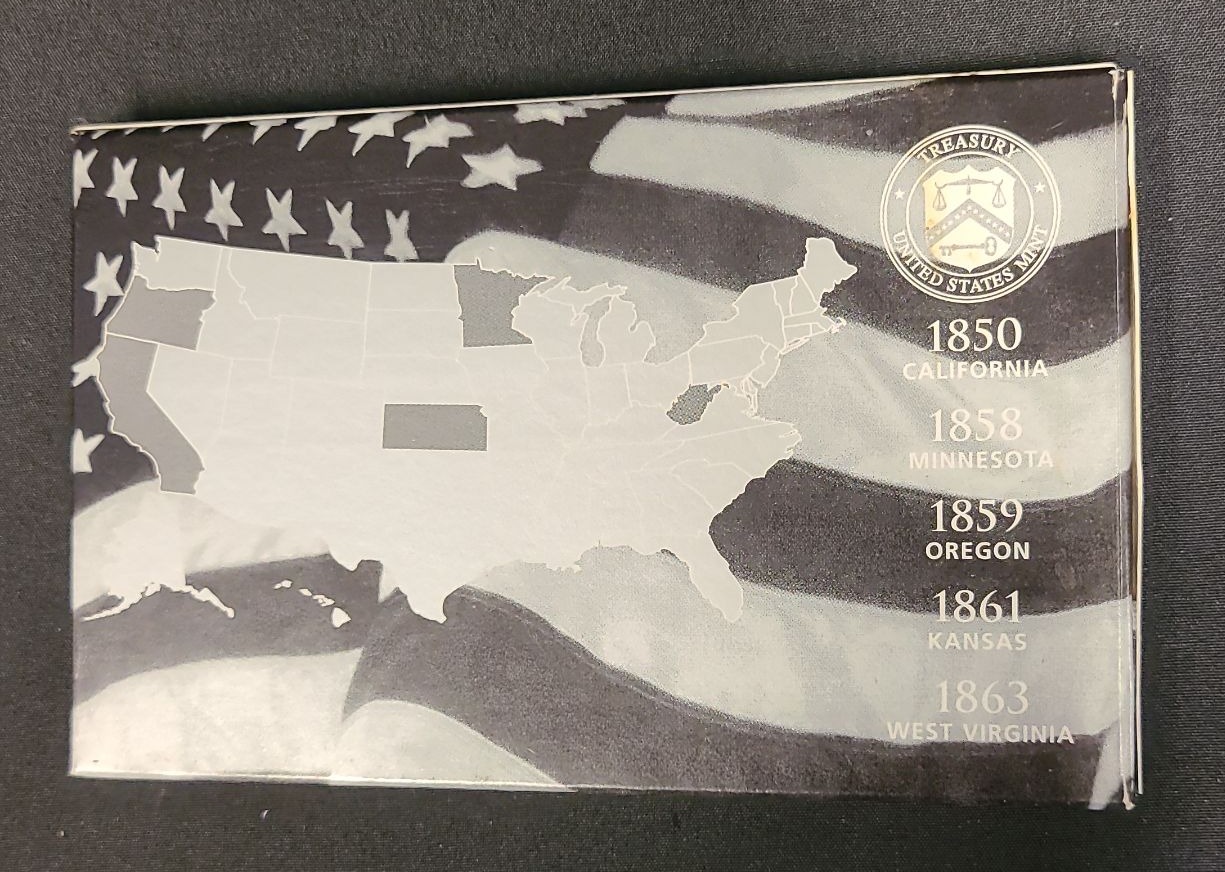 TREASURY
UNITED STATES MINT
1850
CALIFORNIA
1858
MINNESOTA
1859
OREGON
1861
KANSAS
1863
WEST VIRGINIA